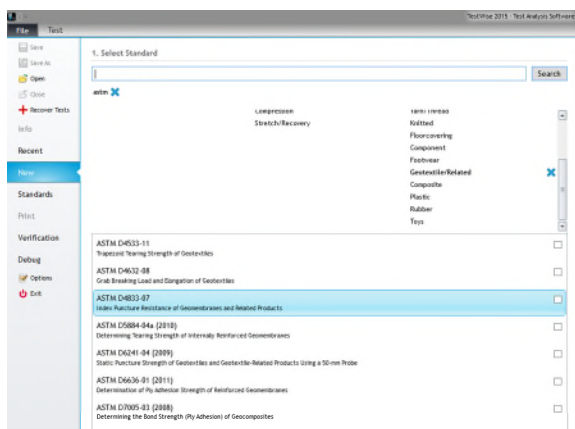 TestWise 2015 - Test Analysis Software
File Test
Save
Save As
Open
Close
Recover Tests
Info
Recent
New
Standards
Print
Verification
Debug
Options
Exit
1. Select Standard
Search
astm
Compression
Stretch/Recovery
Yarn/Thread
Knitted
Floorcovering
Component
Footwear
Geotextile/Related
Composite
Plastic
Rubber
Toys
ASTM D4533-11
Trapezoid Tearing Strength of Geotextiles
ASTM D4632-08
Grab Breaking Load and Elongation of Geotextiles
ASTM D4833-07
Index Puncture Resistance of Geomembranes and Related Products
ASTM D5884-04a (2010)
Determining Tearing Strength of Internally Reinforced Geomembranes
ASTM D6241-04 (2009)
Static Puncture Strength of Geotextiles and Geotextile-Related Products Using a 50-mm Probe
ASTM D6636-01 (2011)
Determination of Ply Adhesion Strength of Reinforced Geomembranes
ASTM D7005-03 (2008)
Determining the Bond Strength (Ply Adhesion) of Geocomposites